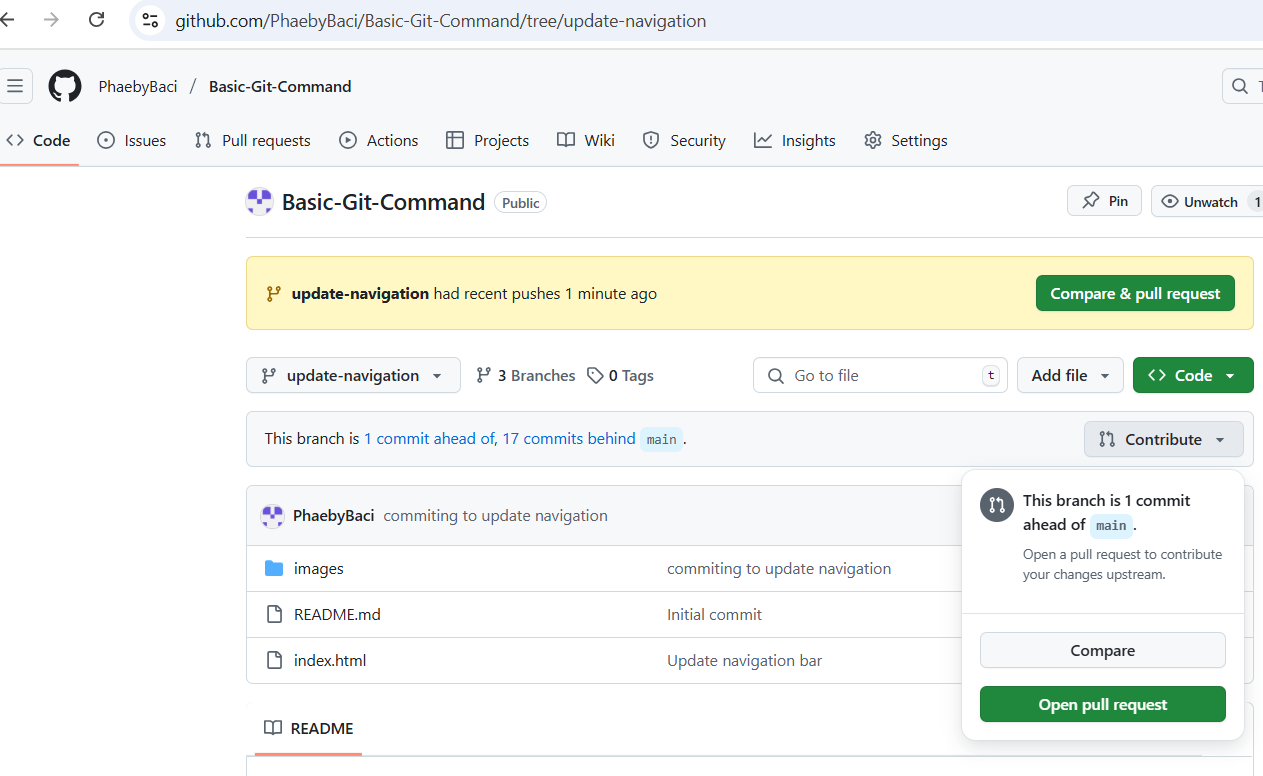 github.com/PhaebyBaci/Basic-Git-Command/tree/update-navigation
PhaebyBaci / Basic-Git-Command
Code Issues Pull requests Actions Projects Wiki Security Insights Settings
Basic-Git-Command Public Pin Unwatch 1
update-navigation had recent pushes 1 minute ago Compare & pull request
update-navigation 3 Branches 0 Tags Go to file t Add file Code
This branch is 1 commit ahead of, 17 commits behind main . Contribute
PhaebyBaci commiting to update navigation
images commiting to update navigation
README.md Initial commit
index.html Update navigation bar
README
This branch is 1 commit
ahead of main .
Open a pull request to contribute
your changes upstream.
Compare
Open pull request